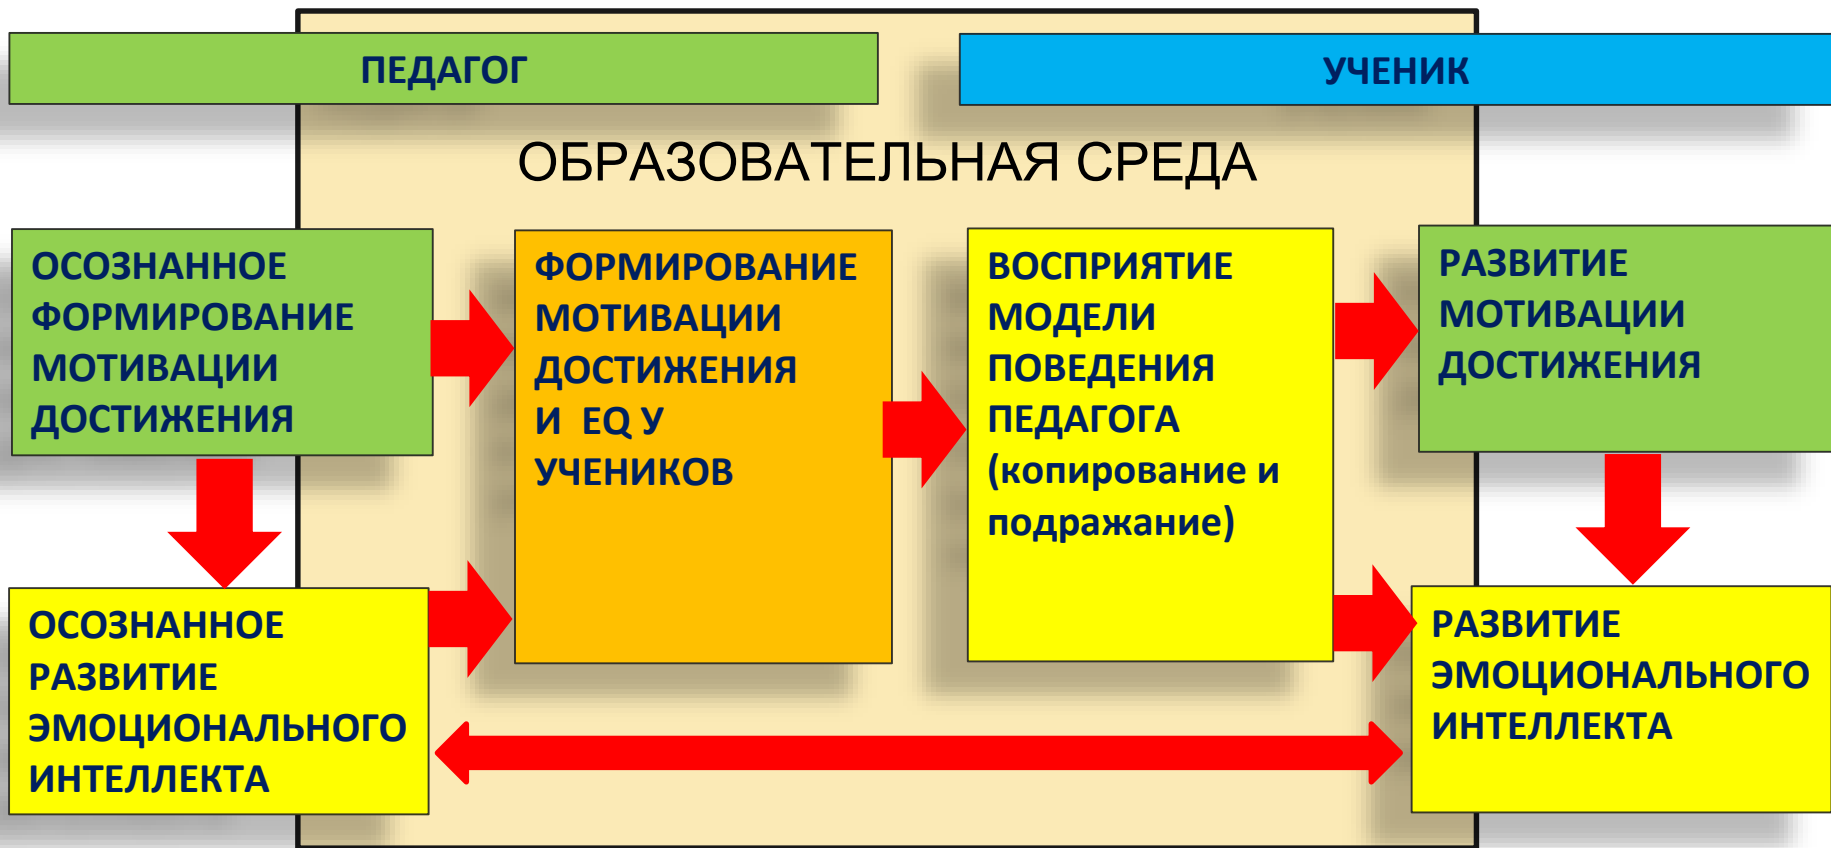 ПЕДАГОГ
УЧЕНИК
ОБРАЗОВАТЕЛЬНАЯ СРЕДА
ОСОЗНАННОЕ
ФОРМИРОВАНИЕ
МОТИВАЦИИ
ДОСТИЖЕНИЯ
ФОРМИРОВАНИЕ
МОТИВАЦИИ
ДОСТИЖЕНИЯ
И EQ У
УЧЕНИКОВ
ВОСПРИЯТИЕ
МОДЕЛИ
ПОВЕДЕНИЯ
ПЕДАГОГА
(копирование и
подражание)
РАЗВИТИЕ
МОТИВАЦИИ
ДОСТИЖЕНИЯ
ОСОЗНАННОЕ
РАЗВИТИЕ
ЭМОЦИОНАЛЬНОГО
ИНТЕЛЛЕКТА
РАЗВИТИЕ
ЭМОЦИОНАЛЬНОГО
ИНТЕЛЛЕКТА